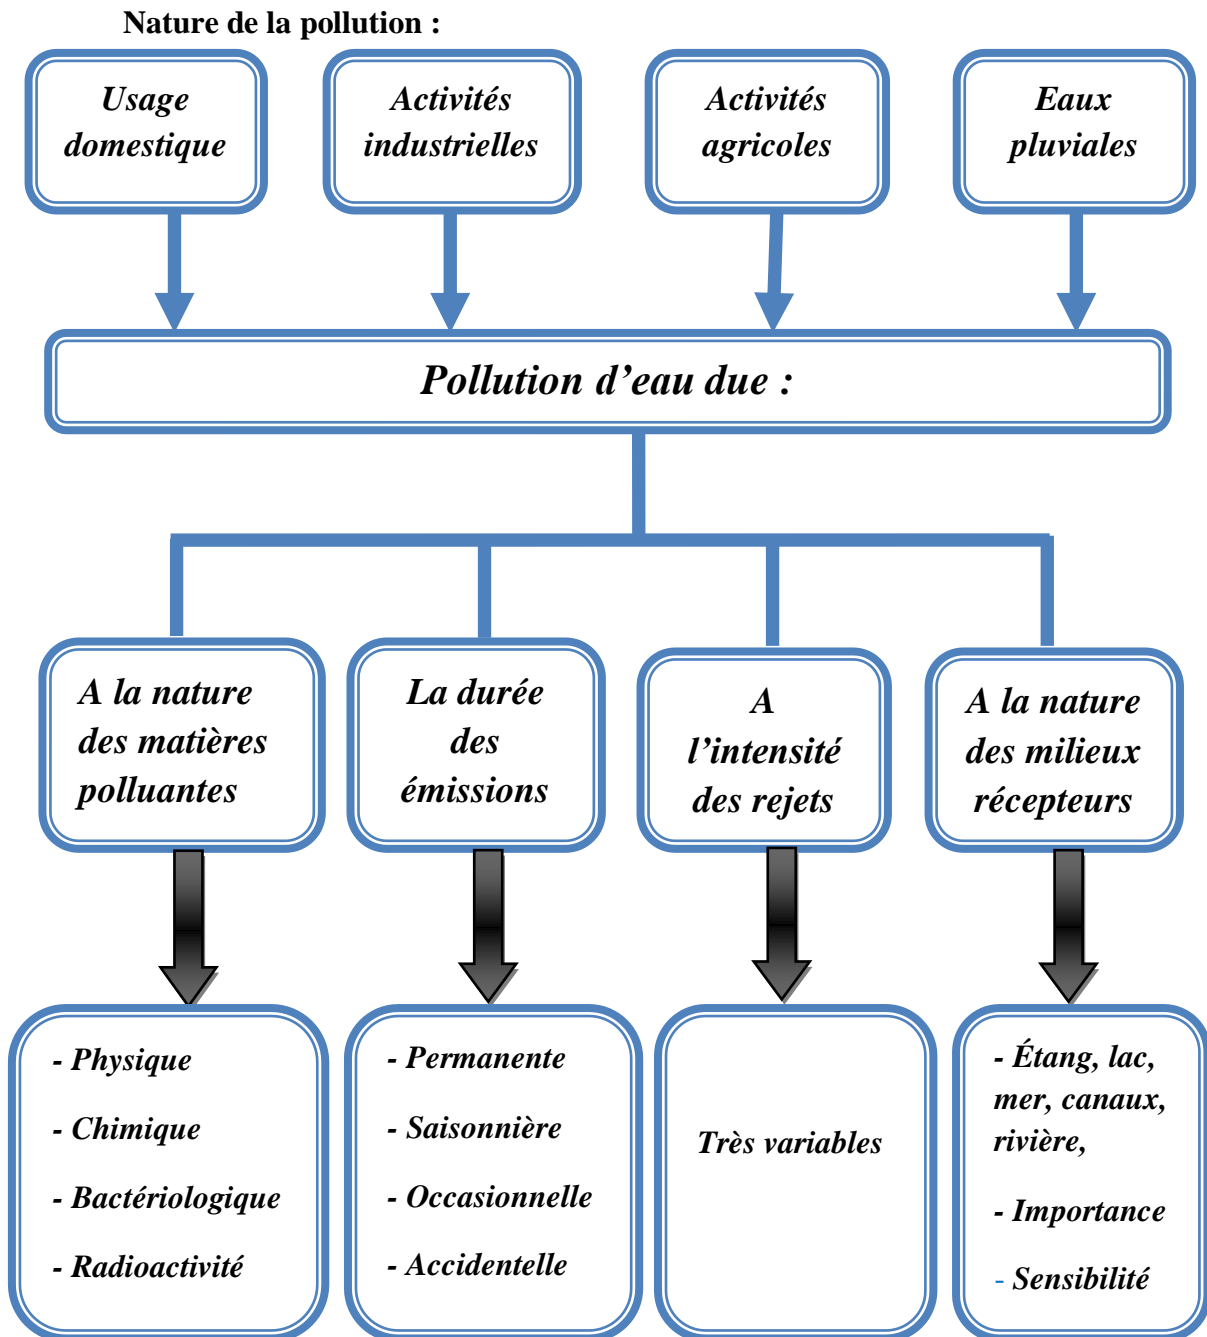 Nature de la pollution :
Usage
domestique
Activités
industrielles
Activités
agricoles
Eaux
pluviales
Pollution d’eau due :
A la nature
des matières
polluantes
La durée
des
émissions
A
l’intensité
des rejets
A la nature
des milieux
récepteurs
- Physique
- Chimique
- Bactériologique
- Radioactivité
- Permanente
- Saisonnière
- Occasionnelle
- Accidentelle
Très variables
- Étang, lac,
mer, canaux,
rivière,
- Importance
- Sensibilité